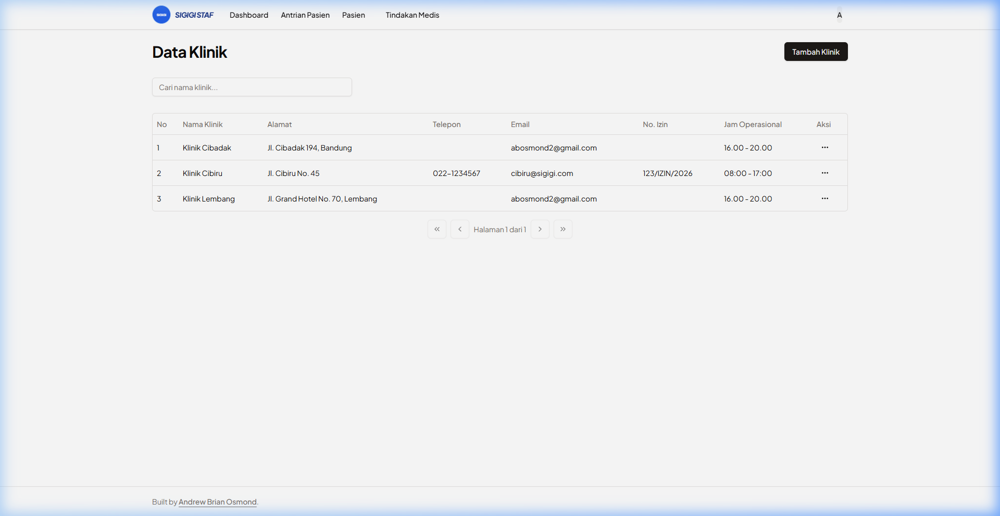 SIGIGI SIGIGI STAF Dashboard Antrian Pasien Pasien Tindakan Medis A
Data Klinik Tambah Klinik
Cari nama klinik...
No Nama Klinik Alamat Telepon Email No. Izin Jam Operasional Aksi
1 Klinik Cibadak Jl. Cibadak 194, Bandung abosmond2@gmail.com 16.00 - 20.00
2 Klinik Cibiru Jl. Cibiru No. 45 022-1234567 cibiru@sigigi.com 123/IZIN/2026 08:00 - 17:00
3 Klinik Lembang Jl. Grand Hotel No. 70, Lembang abosmond2@gmail.com 16.00 - 20.00
Halaman 1 dari 1
Built by Andrew Brian Osmond.